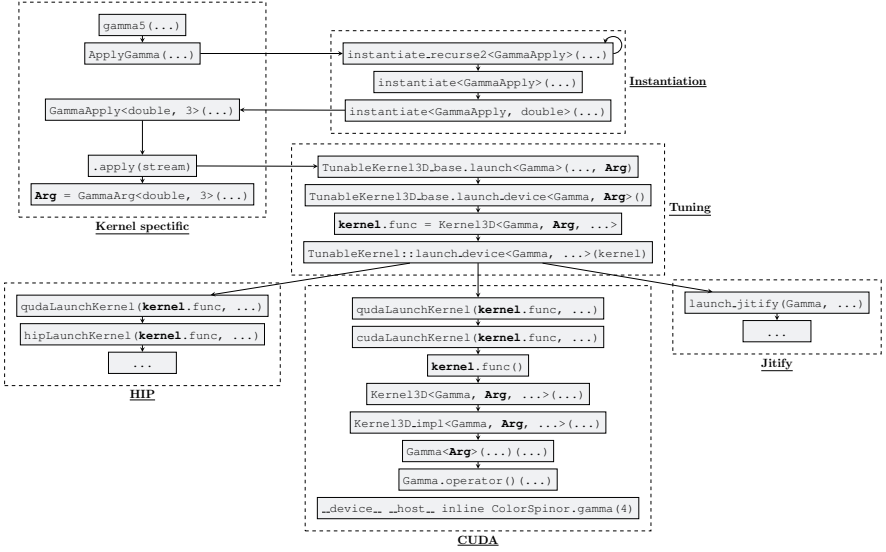 gamma5(...)
ApplyGamma(...)
GammaApply<double, 3>(...)
.apply(stream)
Arg = GammaArg<double, 3>(...)
Kernel spectific
instantiate_recurse2<GammaApply>(...)
instantiate<GammaApply>(...)
instantiate<GammaApply, double>(...)
Instantiation
TunableKernel3D_base.launch<Gamma>(..., Arg)
TunableKernel3D_base.launch_device<Gamma, Arg>()
kernel.func = Kernel3D<Gamma, Arg, ...>
TunableKernel::launch_device<Gamma, ...>(kernel)
Tuning
qudaLaunchKernel(kernel.func, ...)
hipLaunchKernel(kernel.func, ...)
...
HIP
qudaLaunchKernel(kernel.func, ...)
cudaLaunchKernel(kernel.func, ...)
kernel.func()
Kernel3D<Gamma, Arg, ...>(...)
Kernel3D_impl<Gamma, Arg, ...>(...)
Gamma<Arg>(...)(...)
Gamma.operator()(...)
__device__ __host__ inline ColorSpinor.gamma(4)
CUDA
launch_jitify(Gamma, ...)
...
Jitify